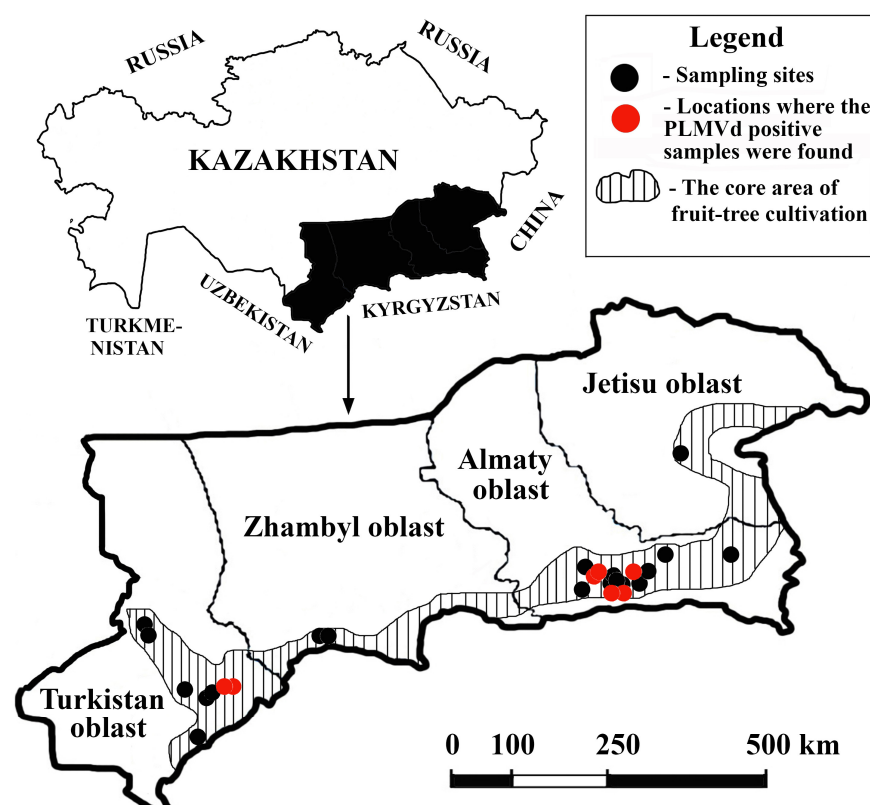 RUSSIA
RUSSIA
KAZAKHSTAN
CHINA
UZBEKISTAN
KYRGYZSTAN
TURKME-
NISTAN
Legend
- Sampling sites
- Locations where the
PLMVd positive
samples were found
- The core area of
fruit-tree cultivation
Jetisu oblast
Almaty
oblast
Zhambyl oblast
Turkistan
oblast
0 100 250 500 km